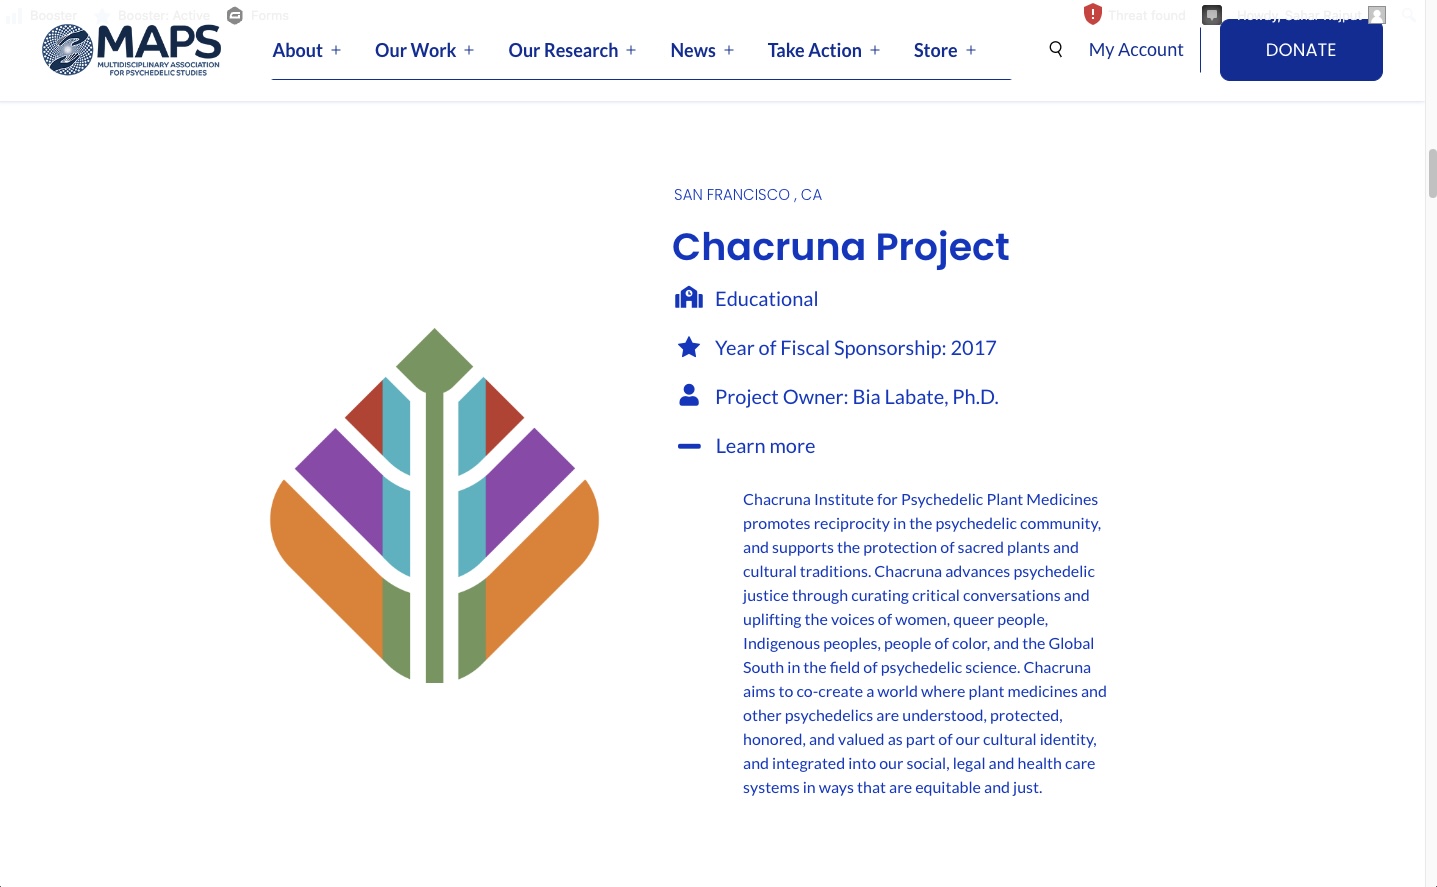 Booster
Booster: Active
Forms
Threat found
Howdy, Sahar Rajput
MAPS
MULTIDISCIPLINARY ASSOCIATION
FOR PSYCHEDELIC STUDIES
About +
Our Work +
Our Research +
News +
Take Action +
Store +
My Account
DONATE
SAN FRANCISCO , CA
Chacruna Project
Educational
Year of Fiscal Sponsorship: 2017
Project Owner: Bia Labate, Ph.D.
Learn more
Chacruna Institute for Psychedelic Plant Medicines
promotes reciprocity in the psychedelic community,
and supports the protection of sacred plants and
cultural traditions. Chacruna advances psychedelic
justice through curating critical conversations and
uplifting the voices of women, queer people,
Indigenous peoples, people of color, and the Global
South in the field of psychedelic science. Chacruna
aims to co-create a world where plant medicines and
other psychedelics are understood, protected,
honored, and valued as part of our cultural identity,
and integrated into our social, legal and health care
systems in ways that are equitable and just.